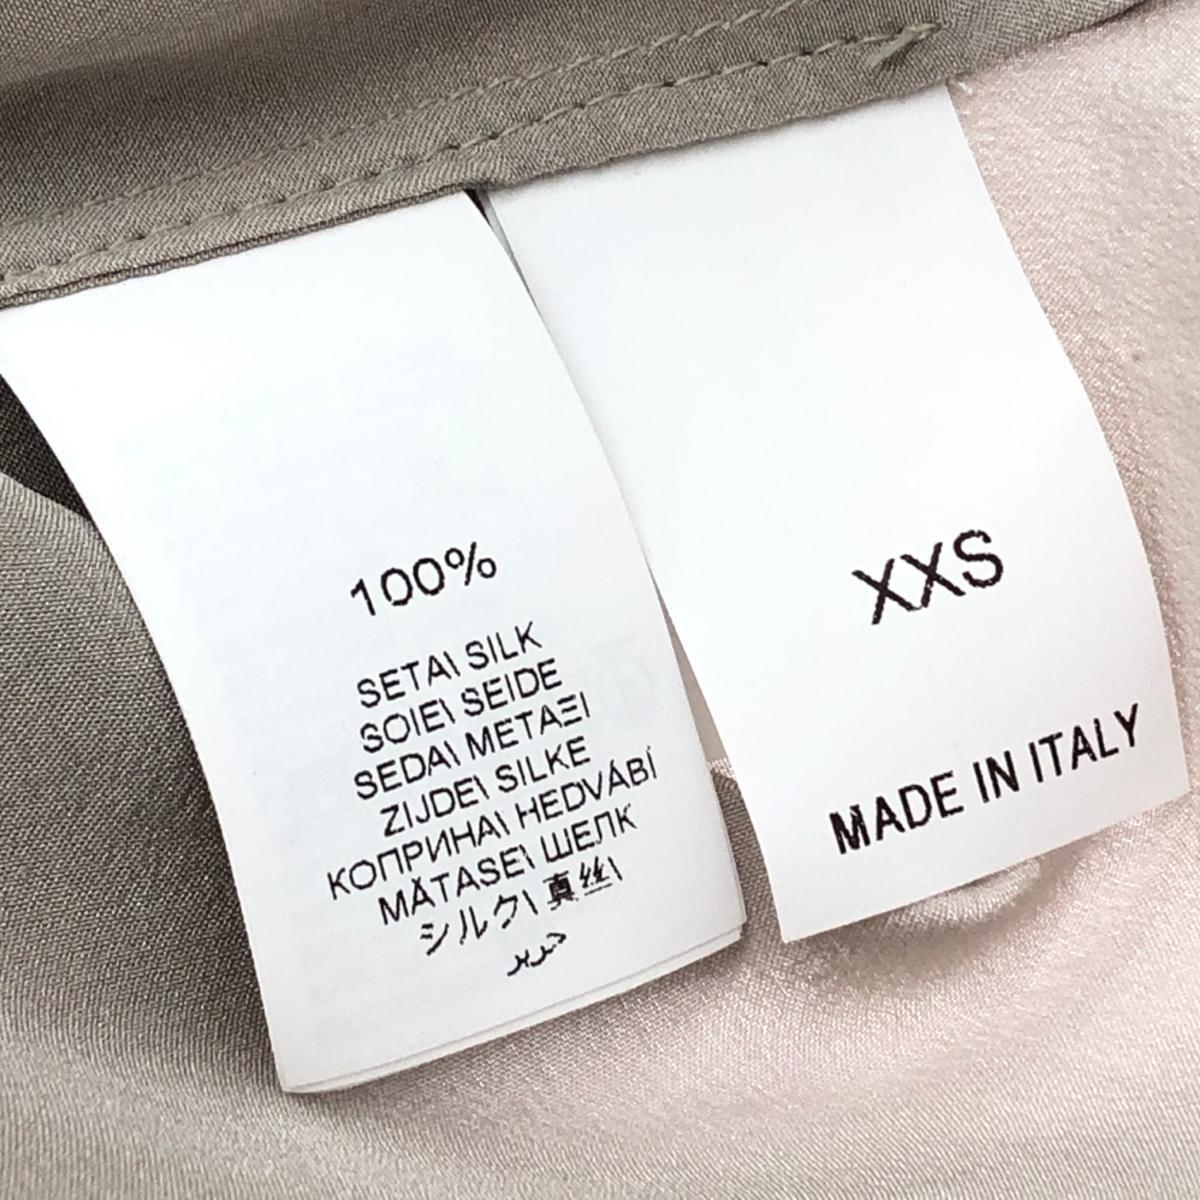 100%
SETA\ SILK
SOIE\ SEIDE
SEDA\ ΜΕΤΑΞΙ
ZIJDE\ SILKE
КОПРИНА\ HEDVÁBÍ
MĂTASE\ ШЕЛК
シルク\ 真丝\
حرير
XXS
MADE IN ITALY